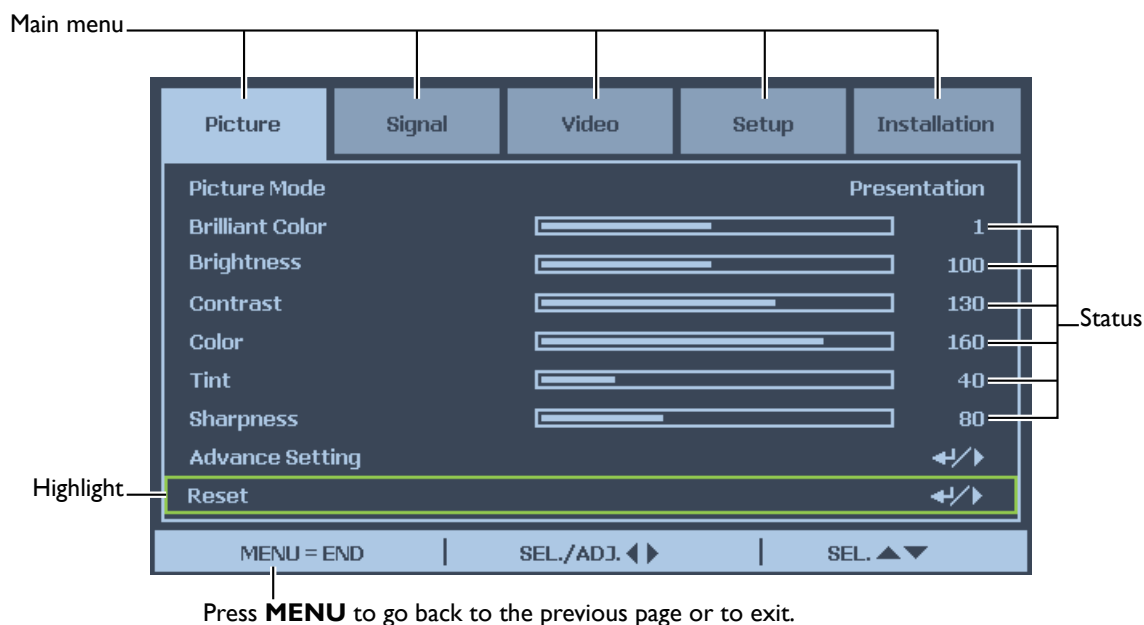 Main menu
Picture Signal Video Setup Installation
Picture Mode Presentation
Brilliant Color 1
Brightness 100
Contrast 130
Status
Color 160
Tint 40
Sharpness 80
Advance Setting
Highlight
Reset
MENU = END SEL./ADJ. SEL.
Press MENU to go back to the previous page or to exit.